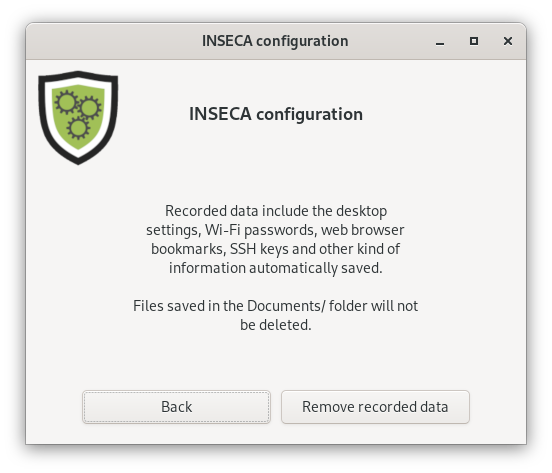 INSECA configuration
INSECA configuration
Recorded data include the desktop
settings, Wi-Fi passwords, web browser
bookmarks, SSH keys and other kind of
information automatically saved.
Files saved in the Documents/ folder will not
be deleted.
Back
Remove recorded data